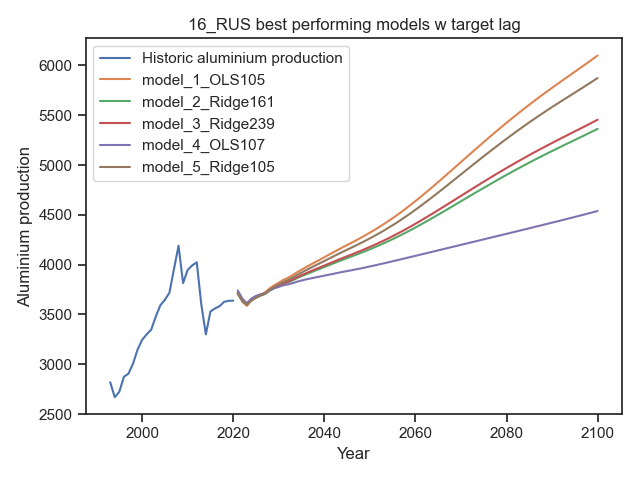 16_RUS best performing models w target lag
Historic aluminium production
model_1_OLS105
model_2_Ridge161
model_3_Ridge239
model_4_OLS107
model_5_Ridge105
Aluminium production
6000
5500
5000
4500
4000
3500
3000
2500
2000
2020
2040
2060
2080
2100
Year